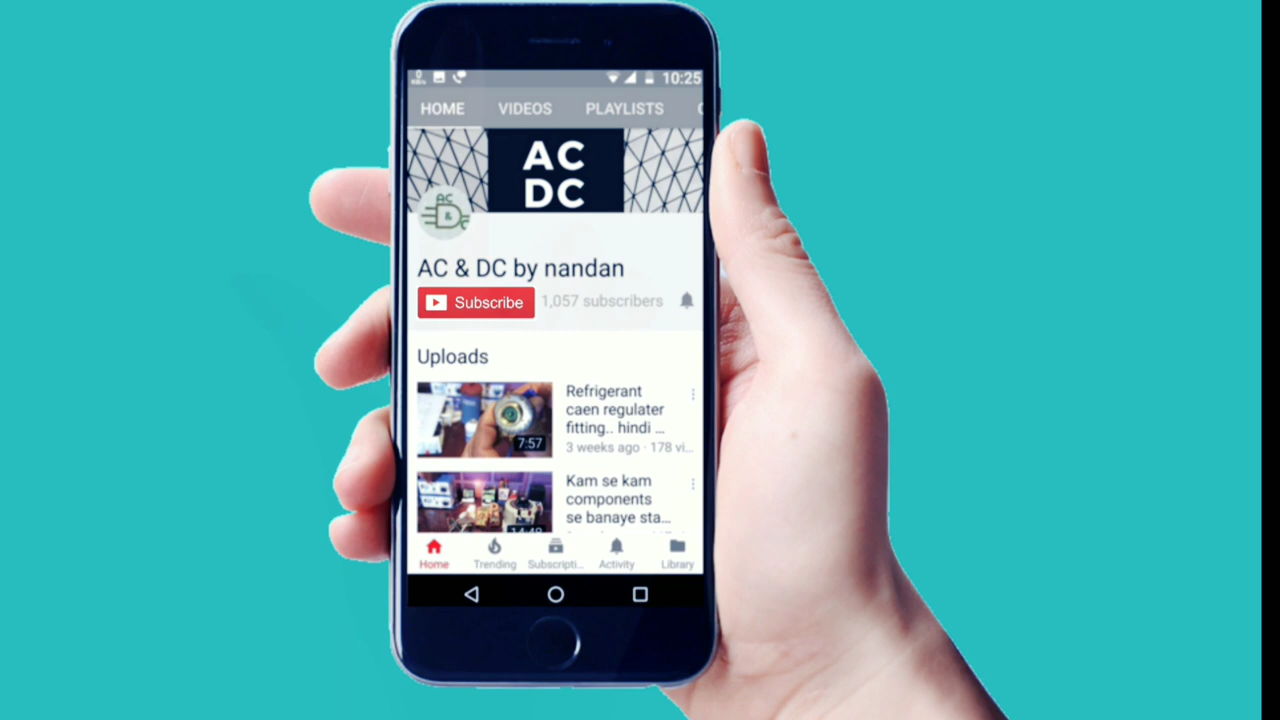 10:25
HOME VIDEOS PLAYLISTS
AC
DC
AC
&
AC & DC by nandan
Subscribe 1,057 subscribers
Uploads
Refrigerant
caen regulater
fitting.. hindi ...
7:57
3 weeks ago · 178 vi...
Kam se kam
components
se banaye sta...
Home Trending Subscripti... Activity Library